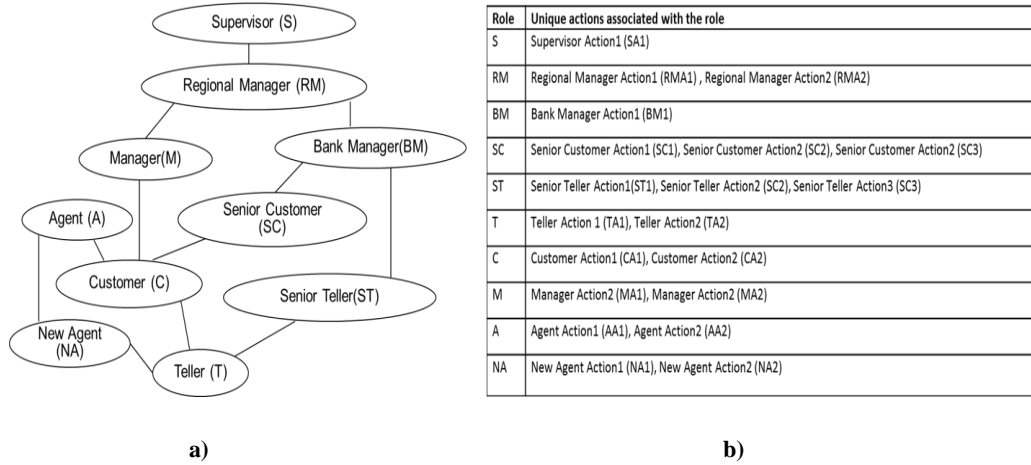 Supervisor (S)
Regional Manager (RM)
Manager(M)
Bank Manager(BM)
Agent (A)
Senior Customer
(SC)
Customer (C)
Senior Teller(ST)
New Agent
(NA)
Teller (T)
a)
Role Unique actions associated with the role
S Supervisor Action1 (SA1)
RM Regional Manager Action1 (RMA1) , Regional Manager Action2 (RMA2)
BM Bank Manager Action1 (BM1)
SC Senior Customer Action1 (SC1), Senior Customer Action2 (SC2), Senior Customer Action2 (SC3)
ST Senior Teller Action1(ST1), Senior Teller Action2 (SC2), Senior Teller Action3 (SC3)
T Teller Action 1 (TA1), Teller Action2 (TA2)
C Customer Action1 (CA1), Customer Action2 (CA2)
M Manager Action2 (MA1), Manager Action2 (MA2)
A Agent Action1 (AA1), Agent Action2 (AA2)
NA New Agent Action1 (NA1), New Agent Action2 (NA2)
b)